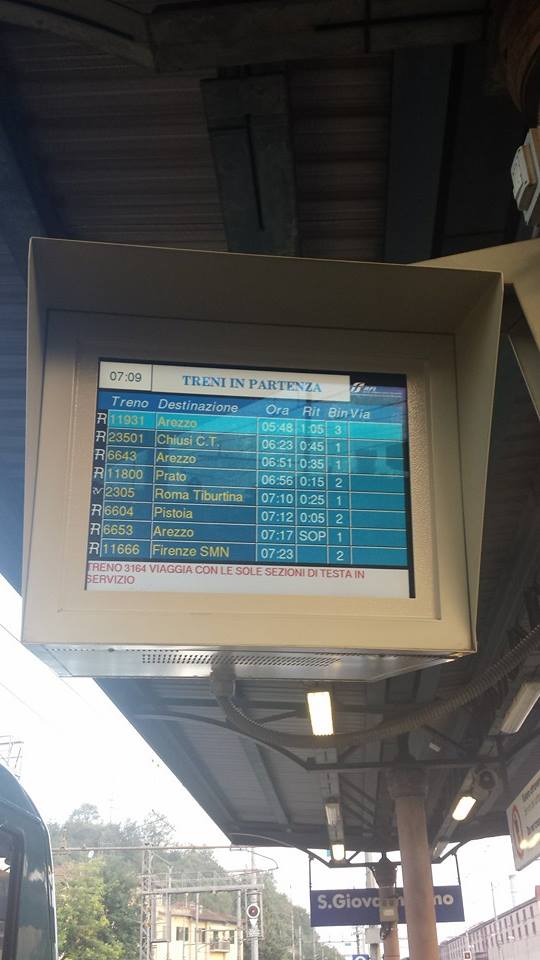 07:09 TRENI IN PARTENZA RFI
Treno Destinazione Ora Rit Bin Via
R 11931 Arezzo 05:48 1:05 3
R 23501 Chiusi C.T. 06:23 0:45 1
R 6643 Arezzo 06:51 0:35 1
R 11800 Prato 06:56 0:15 2
RV 2305 Roma Tiburtina 07:10 0:25 1
R 6604 Pistoia 07:12 0:05 2
R 6653 Arezzo 07:17 SOP 1
R 11666 Firenze SMN 07:23 2
TRENO 3164 VIAGGIA CON LE SOLE SEZIONI DI TESTA IN
SERVIZIO
S.Giova